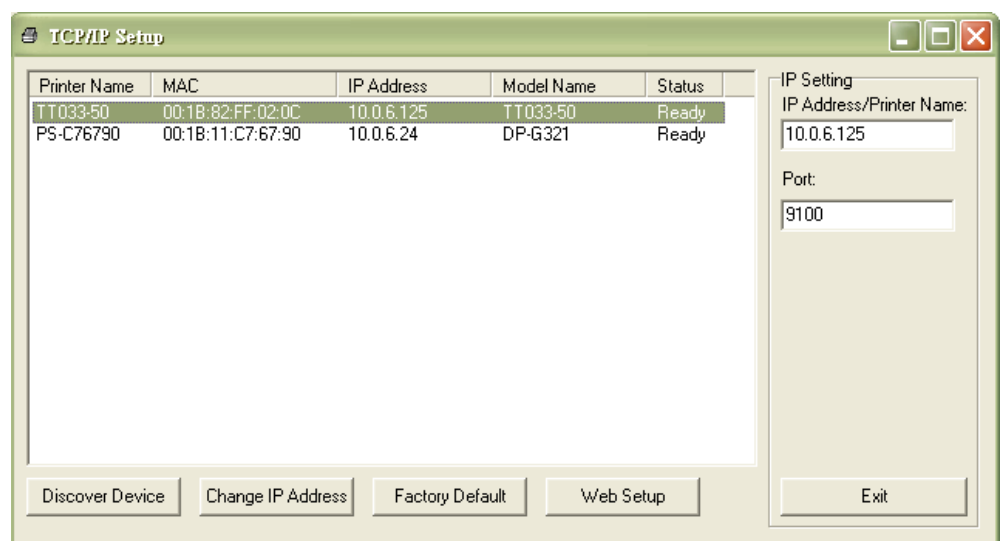 TCP/IP Setup
Printer Name MAC IP Address Model Name Status
TT033-50 00:1B:82:FF:02:0C 10.0.6.125 TT033-50 Ready
PS-C76790 00:1B:11:C7:67:90 10.0.6.24 DP-G321 Ready
IP Setting
IP Address/Printer Name:
10.0.6.125
Port:
9100
Discover Device Change IP Address Factory Default Web Setup Exit